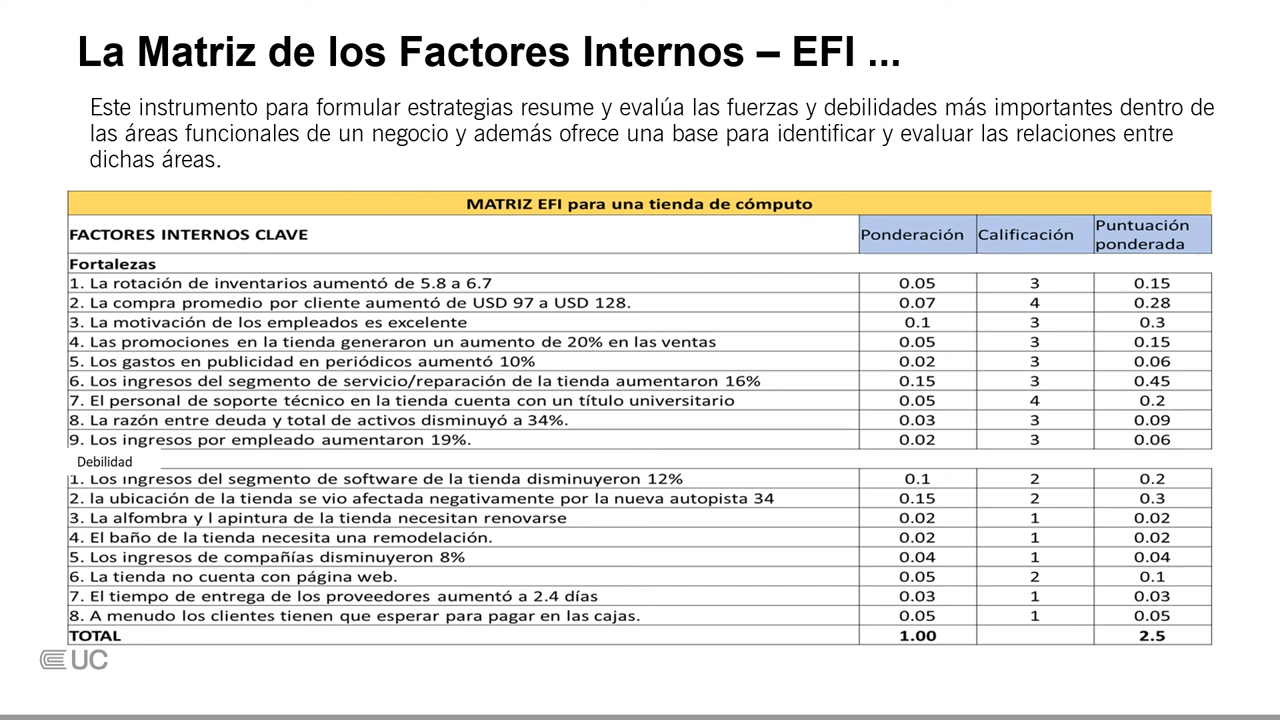 La Matriz de los Factores Internos – EFI ...
Este instrumento para formular estrategias resume y evalúa las fuerzas y debilidades más importantes dentro de
las áreas funcionales de un negocio y además ofrece una base para identificar y evaluar las relaciones entre
dichas áreas.
MATRIZ EFI para una tienda de cómputo
FACTORES INTERNOS CLAVE Ponderación Calificación Puntuación ponderada
Fortalezas
1. La rotación de inventarios aumentó de 5.8 a 6.7 0.05 3 0.15
2. La compra promedio por cliente aumentó de USD 97 a USD 128. 0.07 4 0.28
3. La motivación de los empleados es excelente 0.1 3 0.3
4. Las promociones en la tienda generaron un aumento de 20% en las ventas 0.05 3 0.15
5. Los gastos en publicidad en periódicos aumentó 10% 0.02 3 0.06
6. Los ingresos del segmento de servicio/reparación de la tienda aumentaron 16% 0.15 3 0.45
7. El personal de soporte técnico en la tienda cuenta con un título universitario 0.05 4 0.2
8. La razón entre deuda y total de activos disminuyó a 34%. 0.03 3 0.09
9. Los ingresos por empleado aumentaron 19%. 0.02 3 0.06
Debilidad
1. Los ingresos del segmento de software de la tienda disminuyeron 12% 0.1 2 0.2
2. la ubicación de la tienda se vio afectada negativamente por la nueva autopista 34 0.15 2 0.3
3. La alfombra y l apintura de la tienda necesitan renovarse 0.02 1 0.02
4. El baño de la tienda necesita una remodelación. 0.02 1 0.02
5. Los ingresos de compañías disminuyeron 8% 0.04 1 0.04
6. La tienda no cuenta con página web. 0.05 2 0.1
7. El tiempo de entrega de los proveedores aumentó a 2.4 días 0.03 1 0.03
8. A menudo los clientes tienen que esperar para pagar en las cajas. 0.05 1 0.05
TOTAL 1.00 2.5
UC